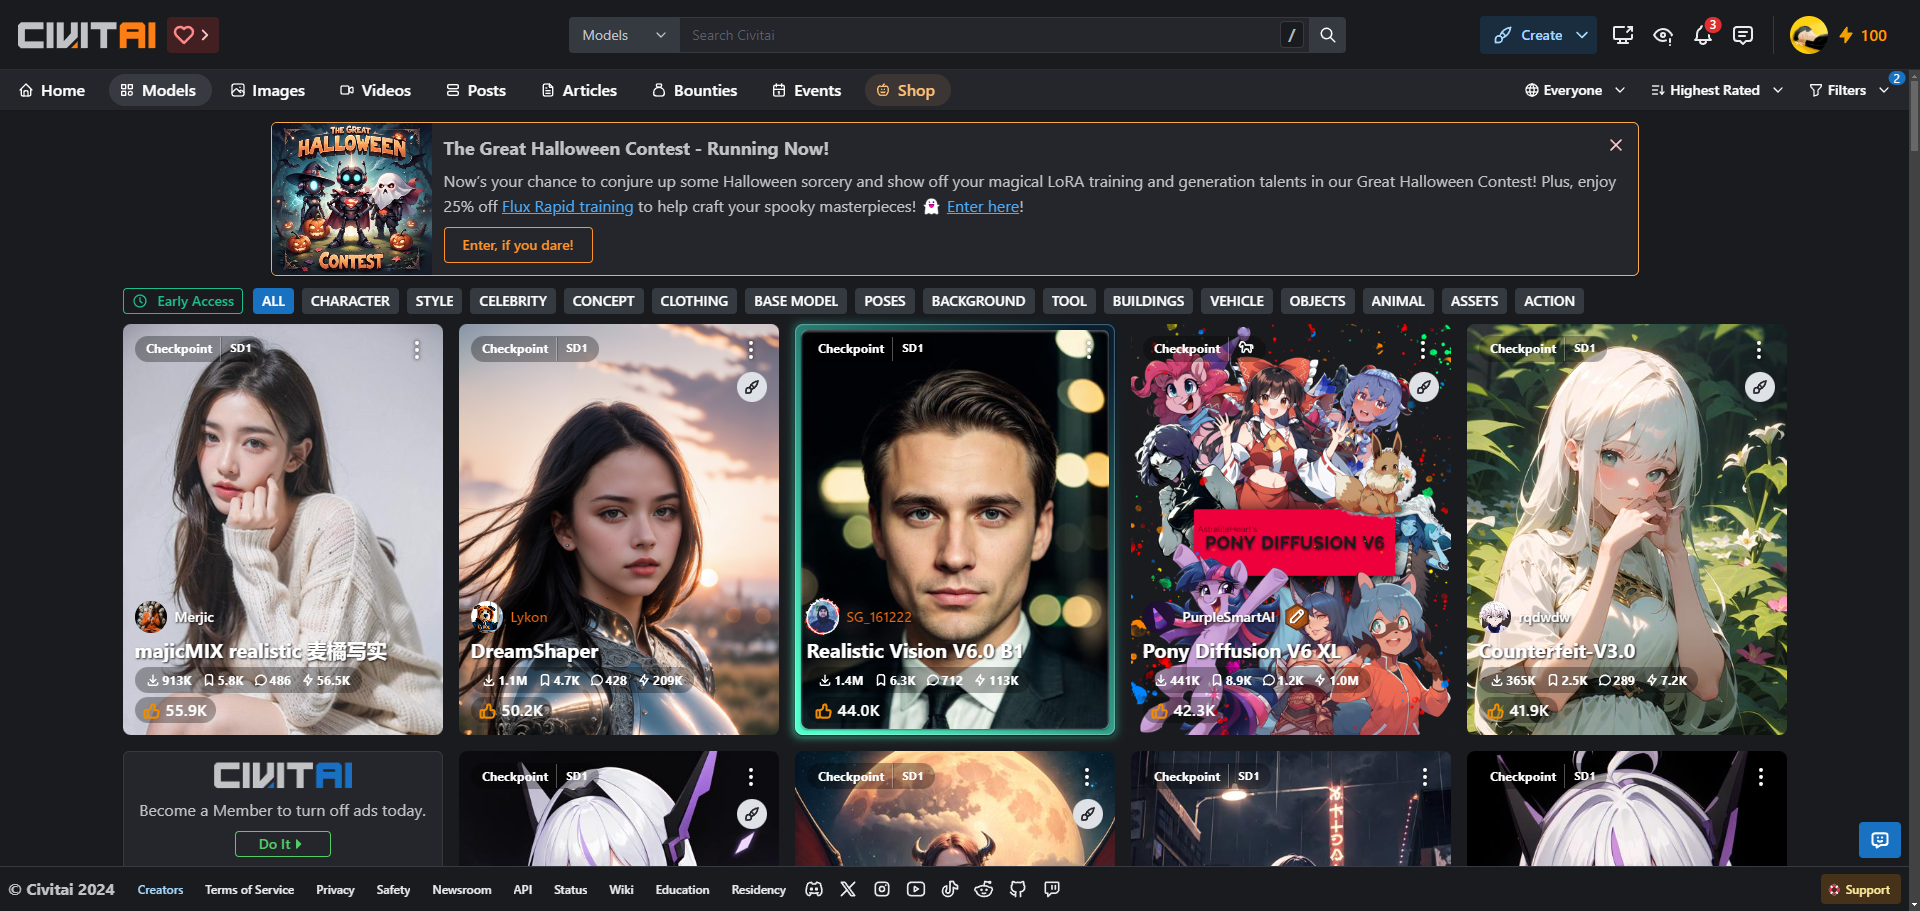 CIVITAI
Models
Search Civitai
/
Create
3
100
Home
Models
Images
Videos
Posts
Articles
Bounties
Events
Shop
Everyone
Highest Rated
Filters
2
THE GREAT
HALLOWEEN
CONTEST
The Great Halloween Contest - Running Now!
Now's your chance to conjure up some Halloween sorcery and show off your magical LoRA training and generation talents in our Great Halloween Contest! Plus, enjoy
25% off Flux Rapid training to help craft your spooky masterpieces! 👻 Enter here!
Enter, if you dare!
Early Access
ALL
CHARACTER
STYLE
CELEBRITY
CONCEPT
CLOTHING
BASE MODEL
POSES
BACKGROUND
TOOL
BUILDINGS
VEHICLE
OBJECTS
ANIMAL
ASSETS
ACTION
Checkpoint SD1
Merjic
majicMIX realistic 麦橘写实
913K 5.8K 486 56.5K
55.9K
Checkpoint SD1
Lykon
DreamShaper
1.1M 4.7K 428 209K
50.2K
Checkpoint SD1
SG_161222
Realistic Vision V6.0 B1
1.4M 6.3K 712 113K
44.0K
Checkpoint
PONY DIFFUSION V6
PurpleSmartAI
Pony Diffusion V6 XL
441K 8.9K 1.2K 1.0M
42.3K
Checkpoint SD1
rqdwdw
Counterfeit-V3.0
365K 2.5K 289 7.2K
41.9K
CIVITAI
Become a Member to turn off ads today.
Do It
Checkpoint SD1
Checkpoint SD1
Checkpoint SD1
Checkpoint SD1
© Civitai 2024
Creators
Terms of Service
Privacy
Safety
Newsroom
API
Status
Wiki
Education
Residency
Support